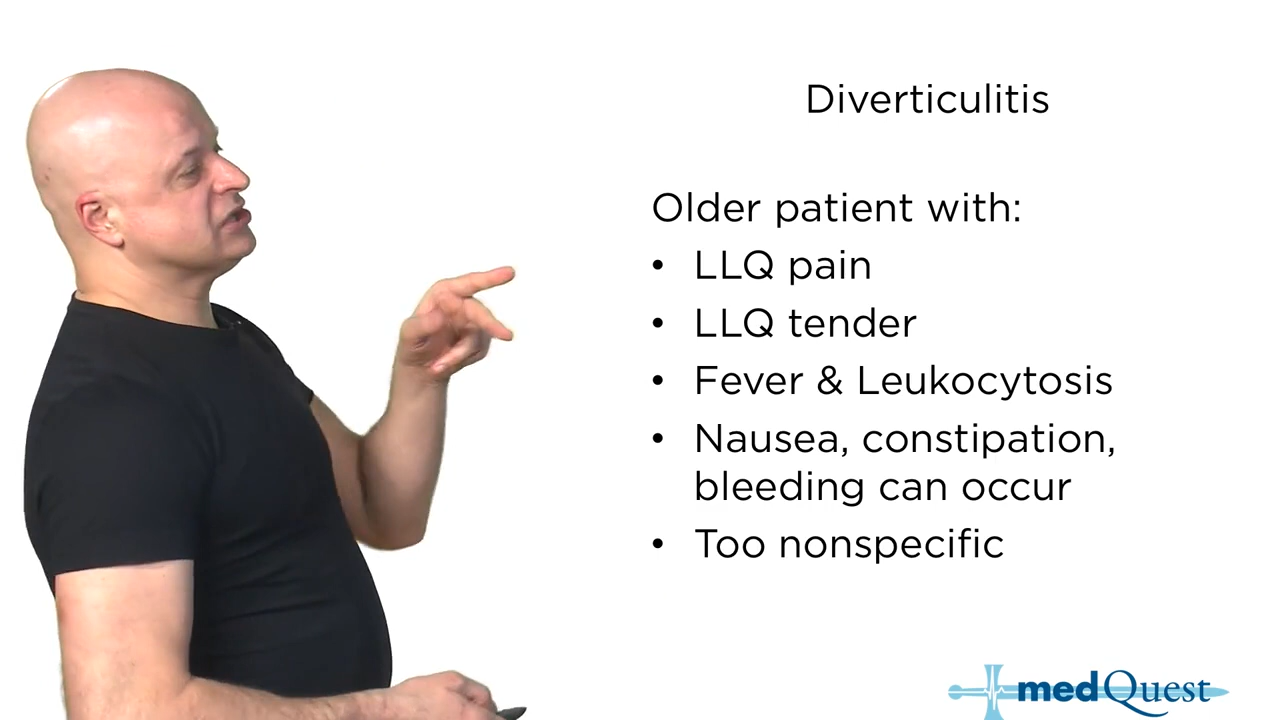 Diverticulitis
Older patient with:
• LLQ pain
• LLQ tender
• Fever & Leukocytosis
• Nausea, constipation,
bleeding can occur
• Too nonspecific
medQuest